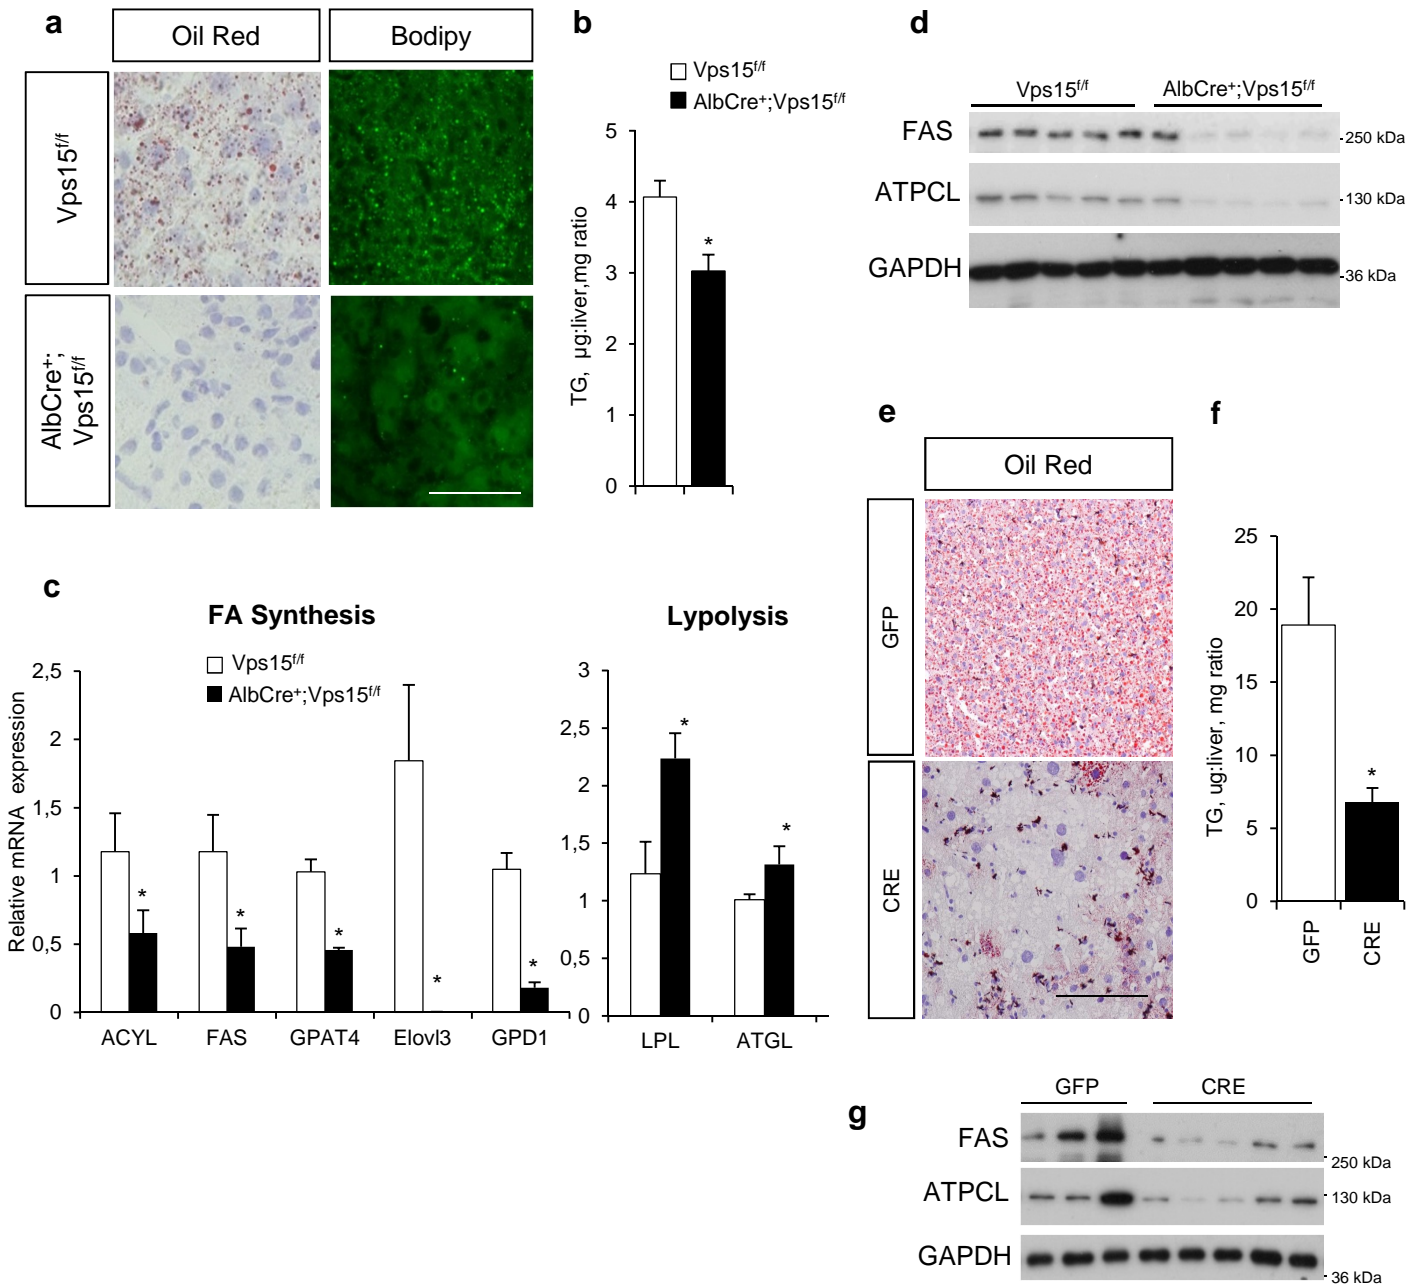 a
Oil Red
Bodipy
Vps15f/f
AlbCre+;
Vps15f/f
b
Vps15f/f
AlbCre+;Vps15f/f
TG, µg:liver,mg ratio
5
4
3
2
1
0
*
c
FA Synthesis
Vps15f/f
AlbCre+;Vps15f/f
Relative mRNA expression
2,5
2
1,5
1
0,5
0
*
*
*
*
*
ACYL
FAS
GPAT4
Elovl3
GPD1
Lypolysis
3
2,5
2
1,5
1
0,5
0
*
*
LPL
ATGL
d
Vps15f/f
AlbCre+;Vps15f/f
FAS
250 kDa
ATPCL
130 kDa
GAPDH
36 kDa
e
Oil Red
GFP
CRE
f
TG, ug:liver, mg ratio
25
20
15
10
5
0
*
GFP
CRE
g
GFP
CRE
FAS
250 kDa
ATPCL
130 kDa
GAPDH
36 kDa